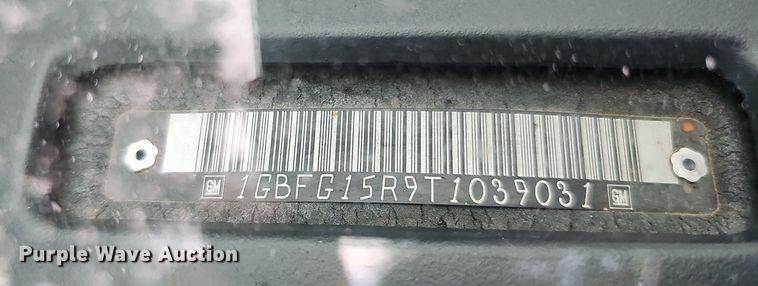 GM 1GBFG15R9T1039031 GM
Purple Wave Auction